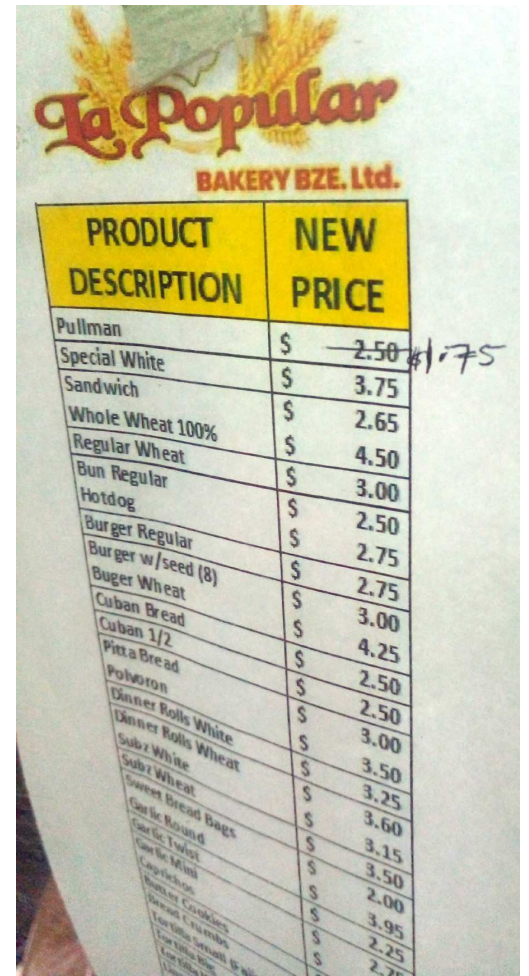 La Popular
BAKERY BZE. Ltd.
PRODUCT DESCRIPTION NEW PRICE
Pullman $ 2.50 $1.75
Special White $ 3.75
Sandwich $ 2.65
Whole Wheat 100% $ 4.50
Regular Wheat $ 3.00
Bun Regular $ 2.50
Hotdog $ 2.75
Burger Regular $ 2.75
Burger w/seed (8) $ 3.00
Buger Wheat $ 4.25
Cuban Bread $ 2.50
Cuban 1/2 $ 2.50
Pitta Bread $ 3.00
Polvoron $ 3.50
Dinner Rolls White $ 3.25
Dinner Rolls Wheat $ 3.60
Subz White $ 3.15
Subz Wheat $ 3.50
Sweet Bread Bags $ 2.00
Garlic Round $ 3.95
Garlic Twist $ 2.25
Garlic Mini $
Caprichos
Butter Cookies
Bread Crumbs
Tortilla Small
Tortilla Big